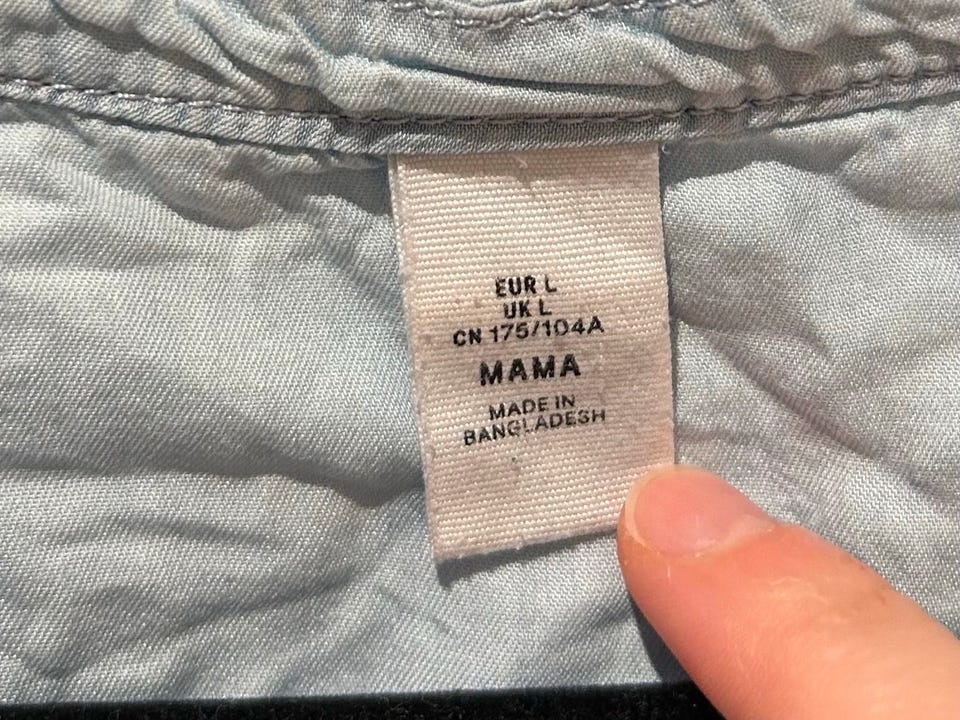 EUR L
UK L
CN 175/104A
MAMA
MADE IN
BANGLADESH